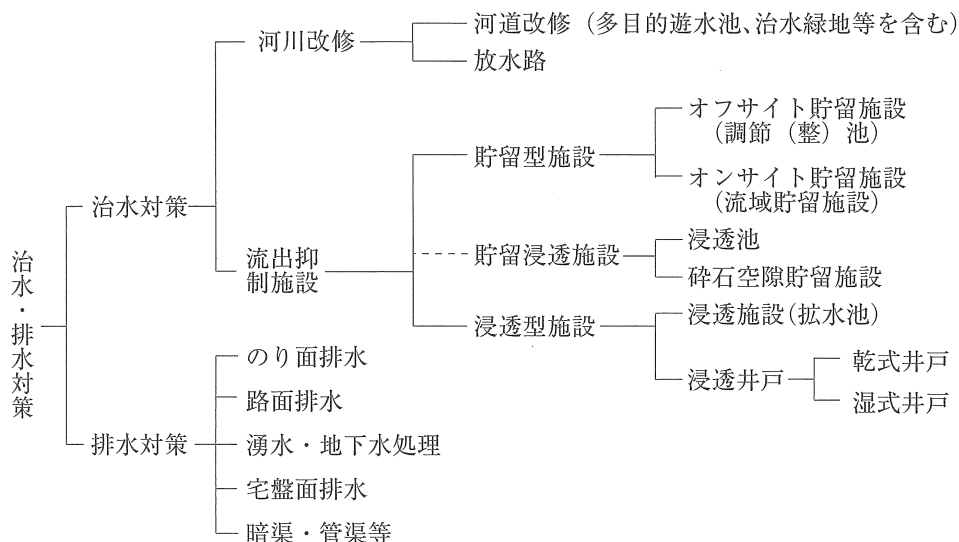 河川改修
河道改修（多目的遊水池、治水緑地等を含む）
放水路
オフサイト貯留施設
（調節（整）池）
貯留型施設
オンサイト貯留施設
（流域貯留施設）
治水対策
浸透池
流出抑
制施設
貯留浸透施設
砕石空隙貯留施設
浸透施設（拡水池）
浸透型施設
治水・排水対策
のり面排水
乾式井戸
浸透井戸
路面排水
湿式井戸
排水対策
湧水・地下水処理
宅盤面排水
暗渠・管渠等